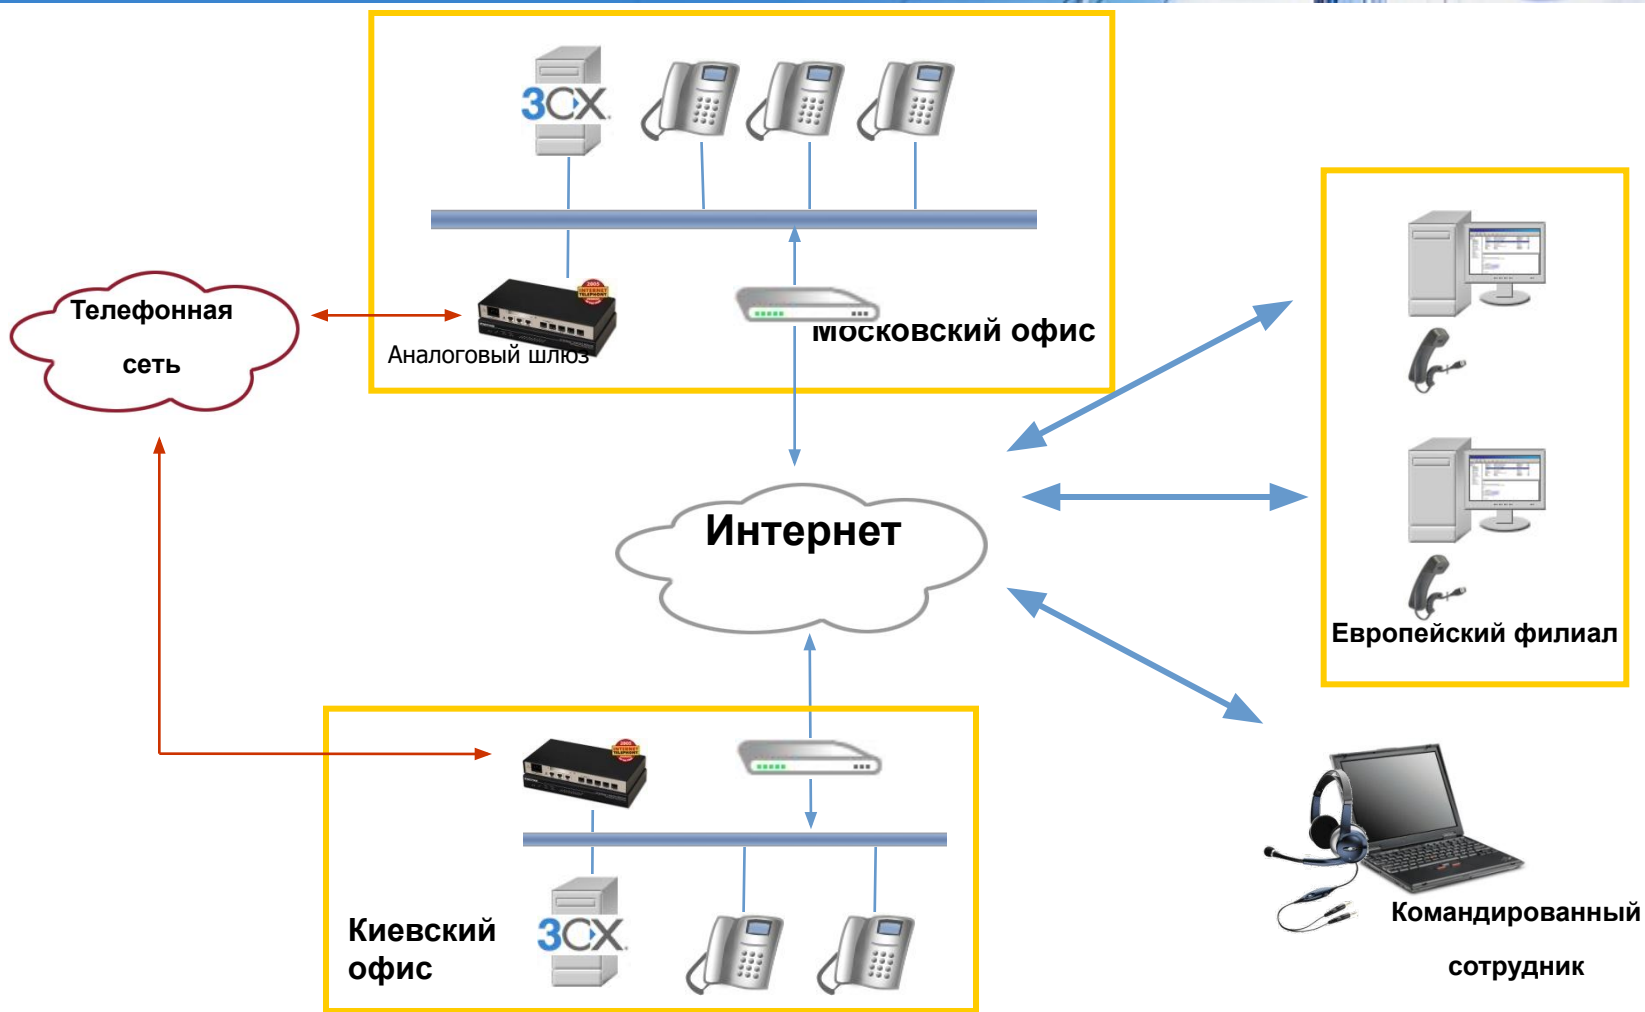 3CX
Московский офис
Аналоговый шлюз
Телефонная
сеть
Интернет
Европейский филиал
Киевский
офис
3CX
Командированный
сотрудник